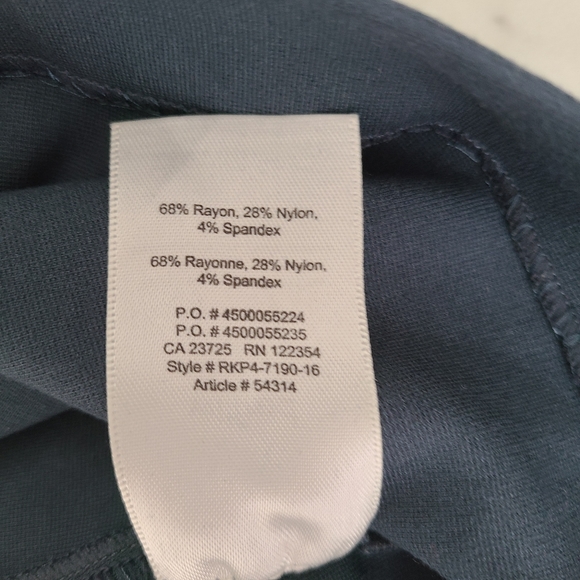 68% Rayon, 28% Nylon,
4% Spandex
68% Rayonne, 28% Nylon,
4% Spandex
P.O. # 4500055224
P.O. # 4500055235
CA 23725 RN 122354
Style # RKP4-7190-16
Article # 54314